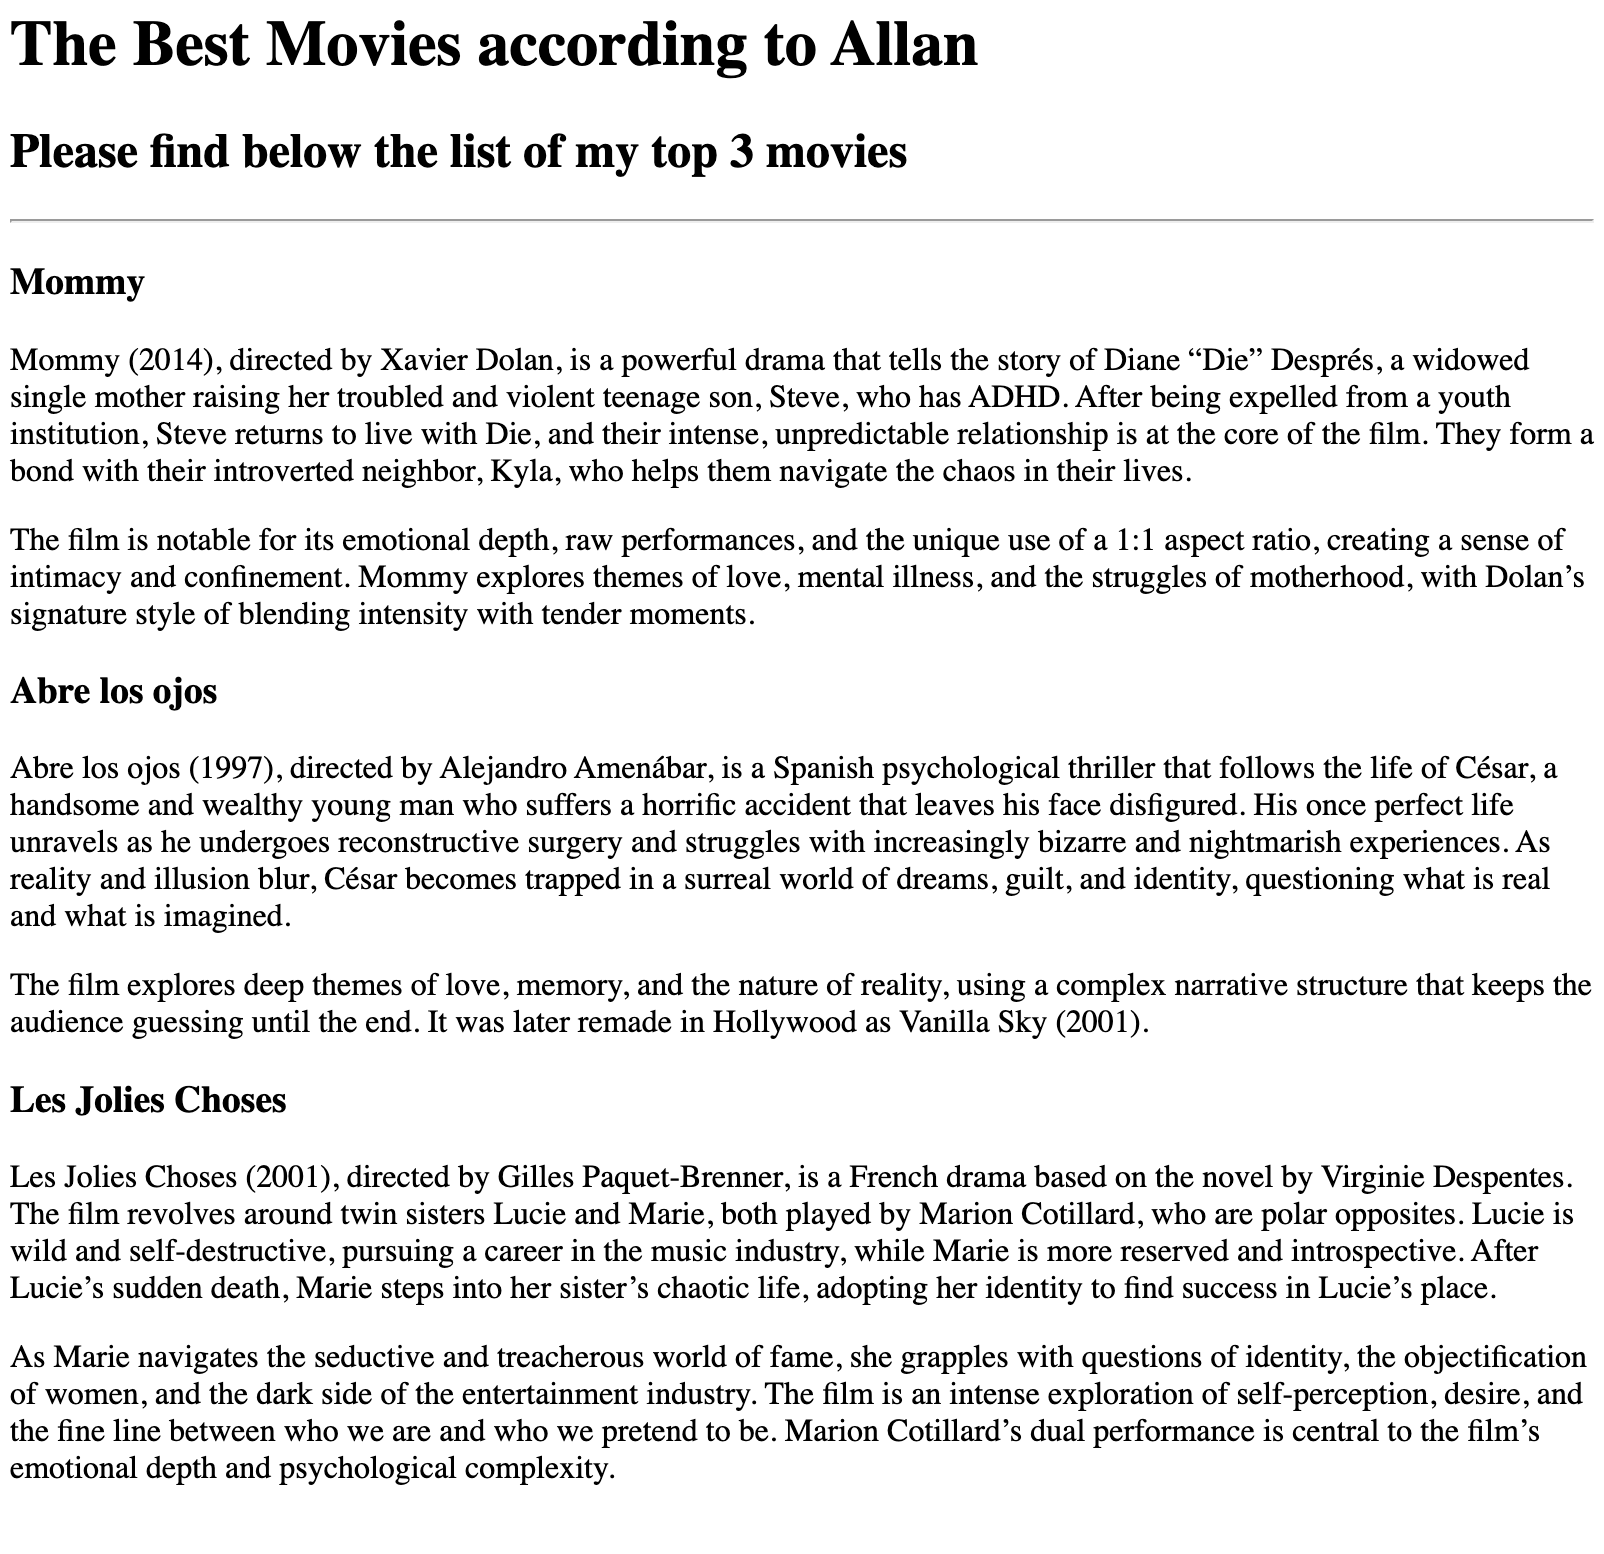 The Best Movies according to Allan
Please find below the list of my top 3 movies
Mommy
Mommy (2014), directed by Xavier Dolan, is a powerful drama that tells the story of Diane “Die” Després, a widowed
single mother raising her troubled and violent teenage son, Steve, who has ADHD. After being expelled from a youth
institution, Steve returns to live with Die, and their intense, unpredictable relationship is at the core of the film. They form a
bond with their introverted neighbor, Kyla, who helps them navigate the chaos in their lives.
The film is notable for its emotional depth, raw performances, and the unique use of a 1:1 aspect ratio, creating a sense of
intimacy and confinement. Mommy explores themes of love, mental illness, and the struggles of motherhood, with Dolan’s
signature style of blending intensity with tender moments.
Abre los ojos
Abre los ojos (1997), directed by Alejandro Amenábar, is a Spanish psychological thriller that follows the life of César, a
handsome and wealthy young man who suffers a horrific accident that leaves his face disfigured. His once perfect life
unravels as he undergoes reconstructive surgery and struggles with increasingly bizarre and nightmarish experiences. As
reality and illusion blur, César becomes trapped in a surreal world of dreams, guilt, and identity, questioning what is real
and what is imagined.
The film explores deep themes of love, memory, and the nature of reality, using a complex narrative structure that keeps the
audience guessing until the end. It was later remade in Hollywood as Vanilla Sky (2001).
Les Jolies Choses
Les Jolies Choses (2001), directed by Gilles Paquet-Brenner, is a French drama based on the novel by Virginie Despentes.
The film revolves around twin sisters Lucie and Marie, both played by Marion Cotillard, who are polar opposites. Lucie is
wild and self-destructive, pursuing a career in the music industry, while Marie is more reserved and introspective. After
Lucie’s sudden death, Marie steps into her sister’s chaotic life, adopting her identity to find success in Lucie’s place.
As Marie navigates the seductive and treacherous world of fame, she grapples with questions of identity, the objectification
of women, and the dark side of the entertainment industry. The film is an intense exploration of self-perception, desire, and
the fine line between who we are and who we pretend to be. Marion Cotillard’s dual performance is central to the film’s
emotional depth and psychological complexity.